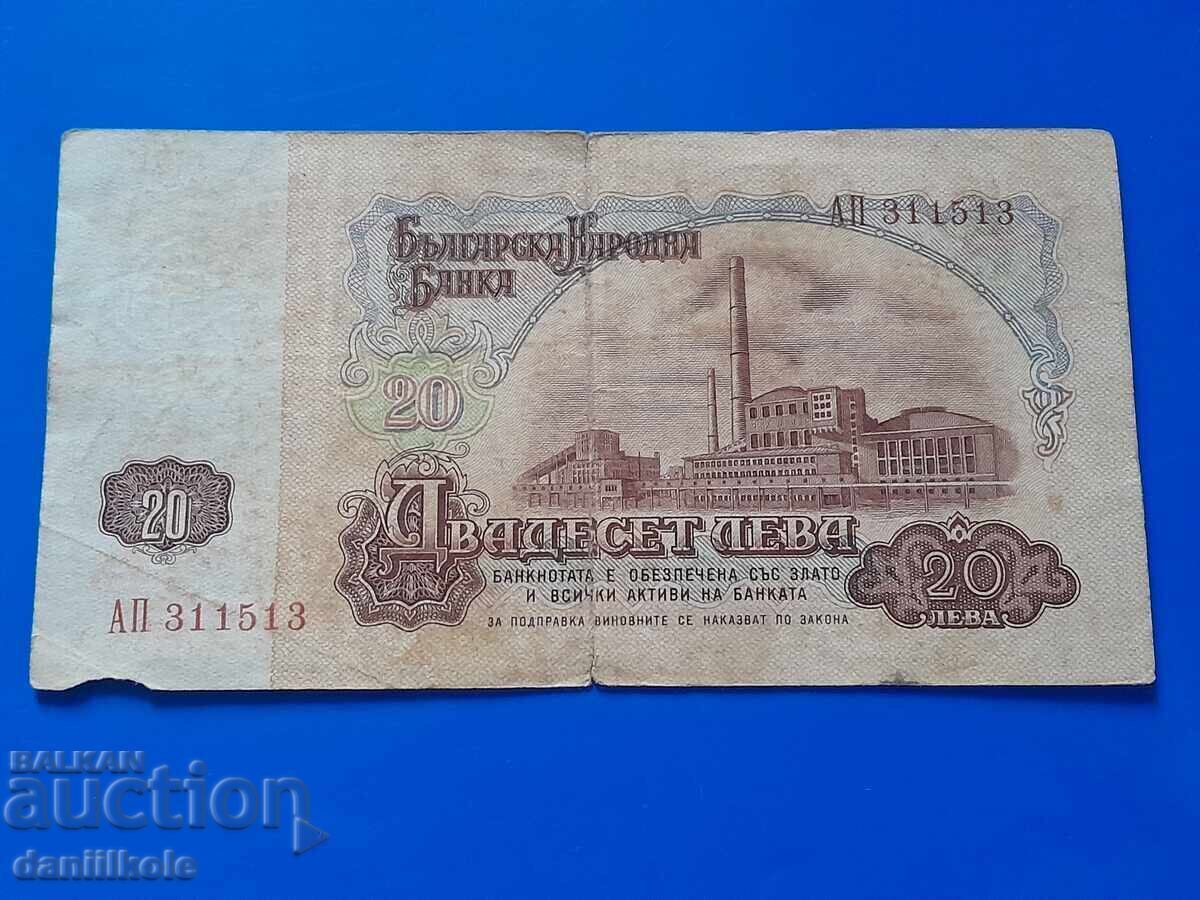 АП 311513
Българска Народна
Банка
20
Двадесет лева
20
Банкнотата е обезпечена със злато
и всички активи на банката
20
лева
За подправка виновните се наказват по закона
АП 311513
BALKAN
auction
daniilkole